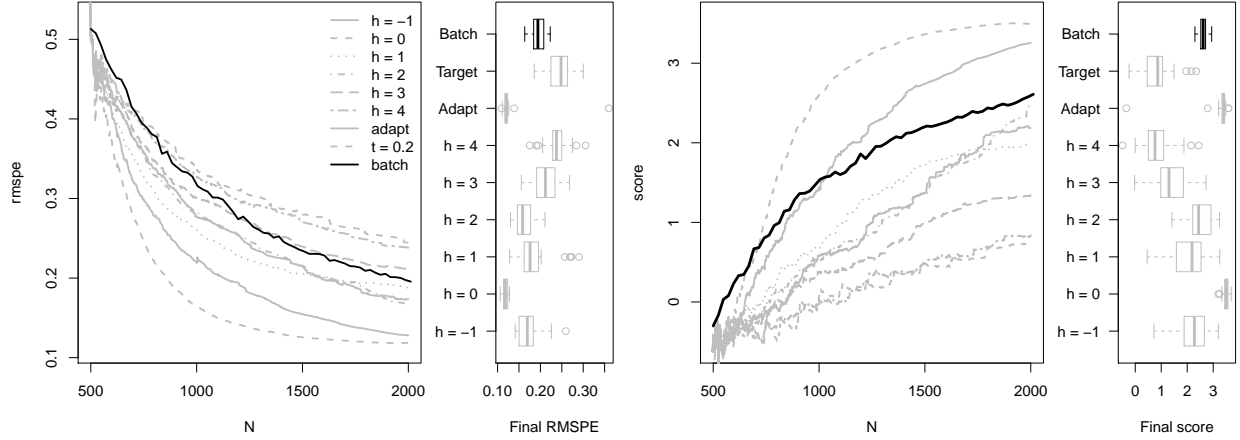 0.1 0.2 0.3 0.4 0.5
rmspe
500 1000 1500 2000
N
h = −1
h = 0
h = 1
h = 2
h = 3
h = 4
adapt
t = 0.2
batch
Batch
Target
Adapt
h = 4
h = 3
h = 2
h = 1
h = 0
h = −1
0.10 0.20 0.30
Final RMSPE
0 1 2 3
score
500 1000 1500 2000
N
Batch
Target
Adapt
h = 4
h = 3
h = 2
h = 1
h = 0
h = −1
0 1 2 3
Final score